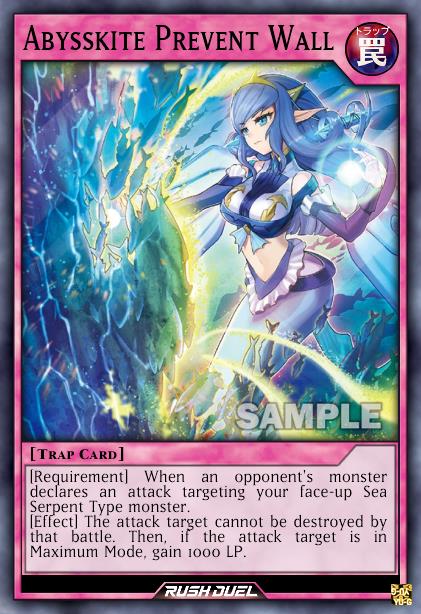 Abysskite Prevent Wall
トラップ
罠
SAMPLE
[Trap Card]
[Requirement] When an opponent's monster
declares an attack targeting your face-up Sea
Serpent Type monster.
[Effect] The attack target cannot be destroyed by
that battle. Then, if the attack target is in
Maximum Mode, gain 1000 LP.
RUSH DUEL